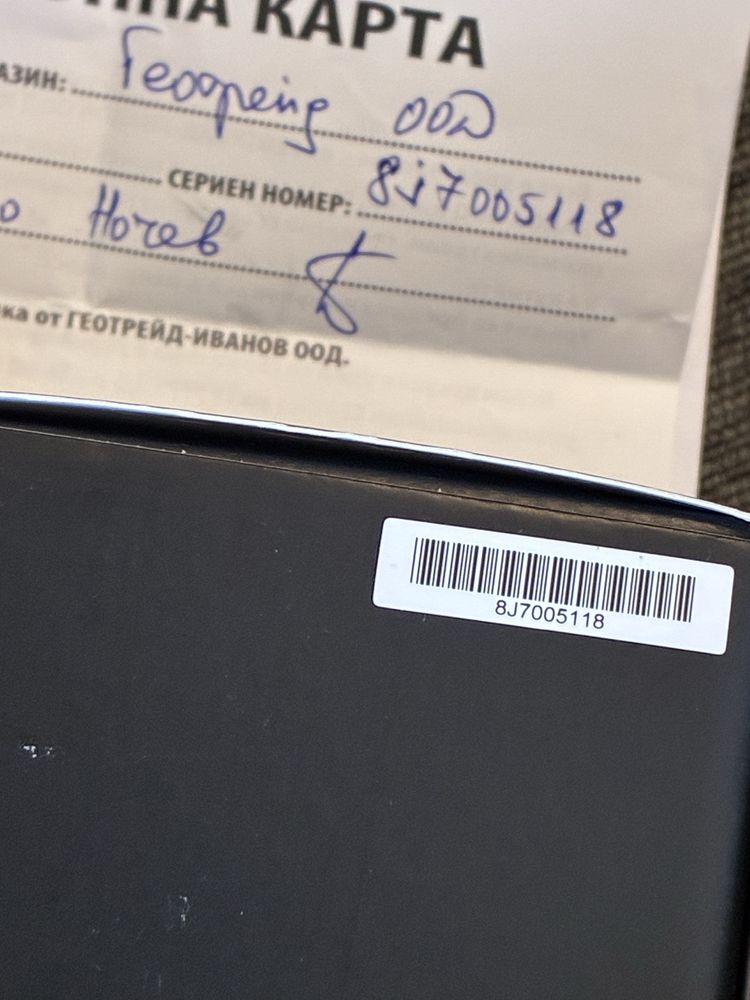 КАРТА
Геотрейд ООД
СЕРИЕН НОМЕР: 8j7005118
Ночев
от ГЕОТРЕЙД-ИВАНОВ ООД.
8J7005118